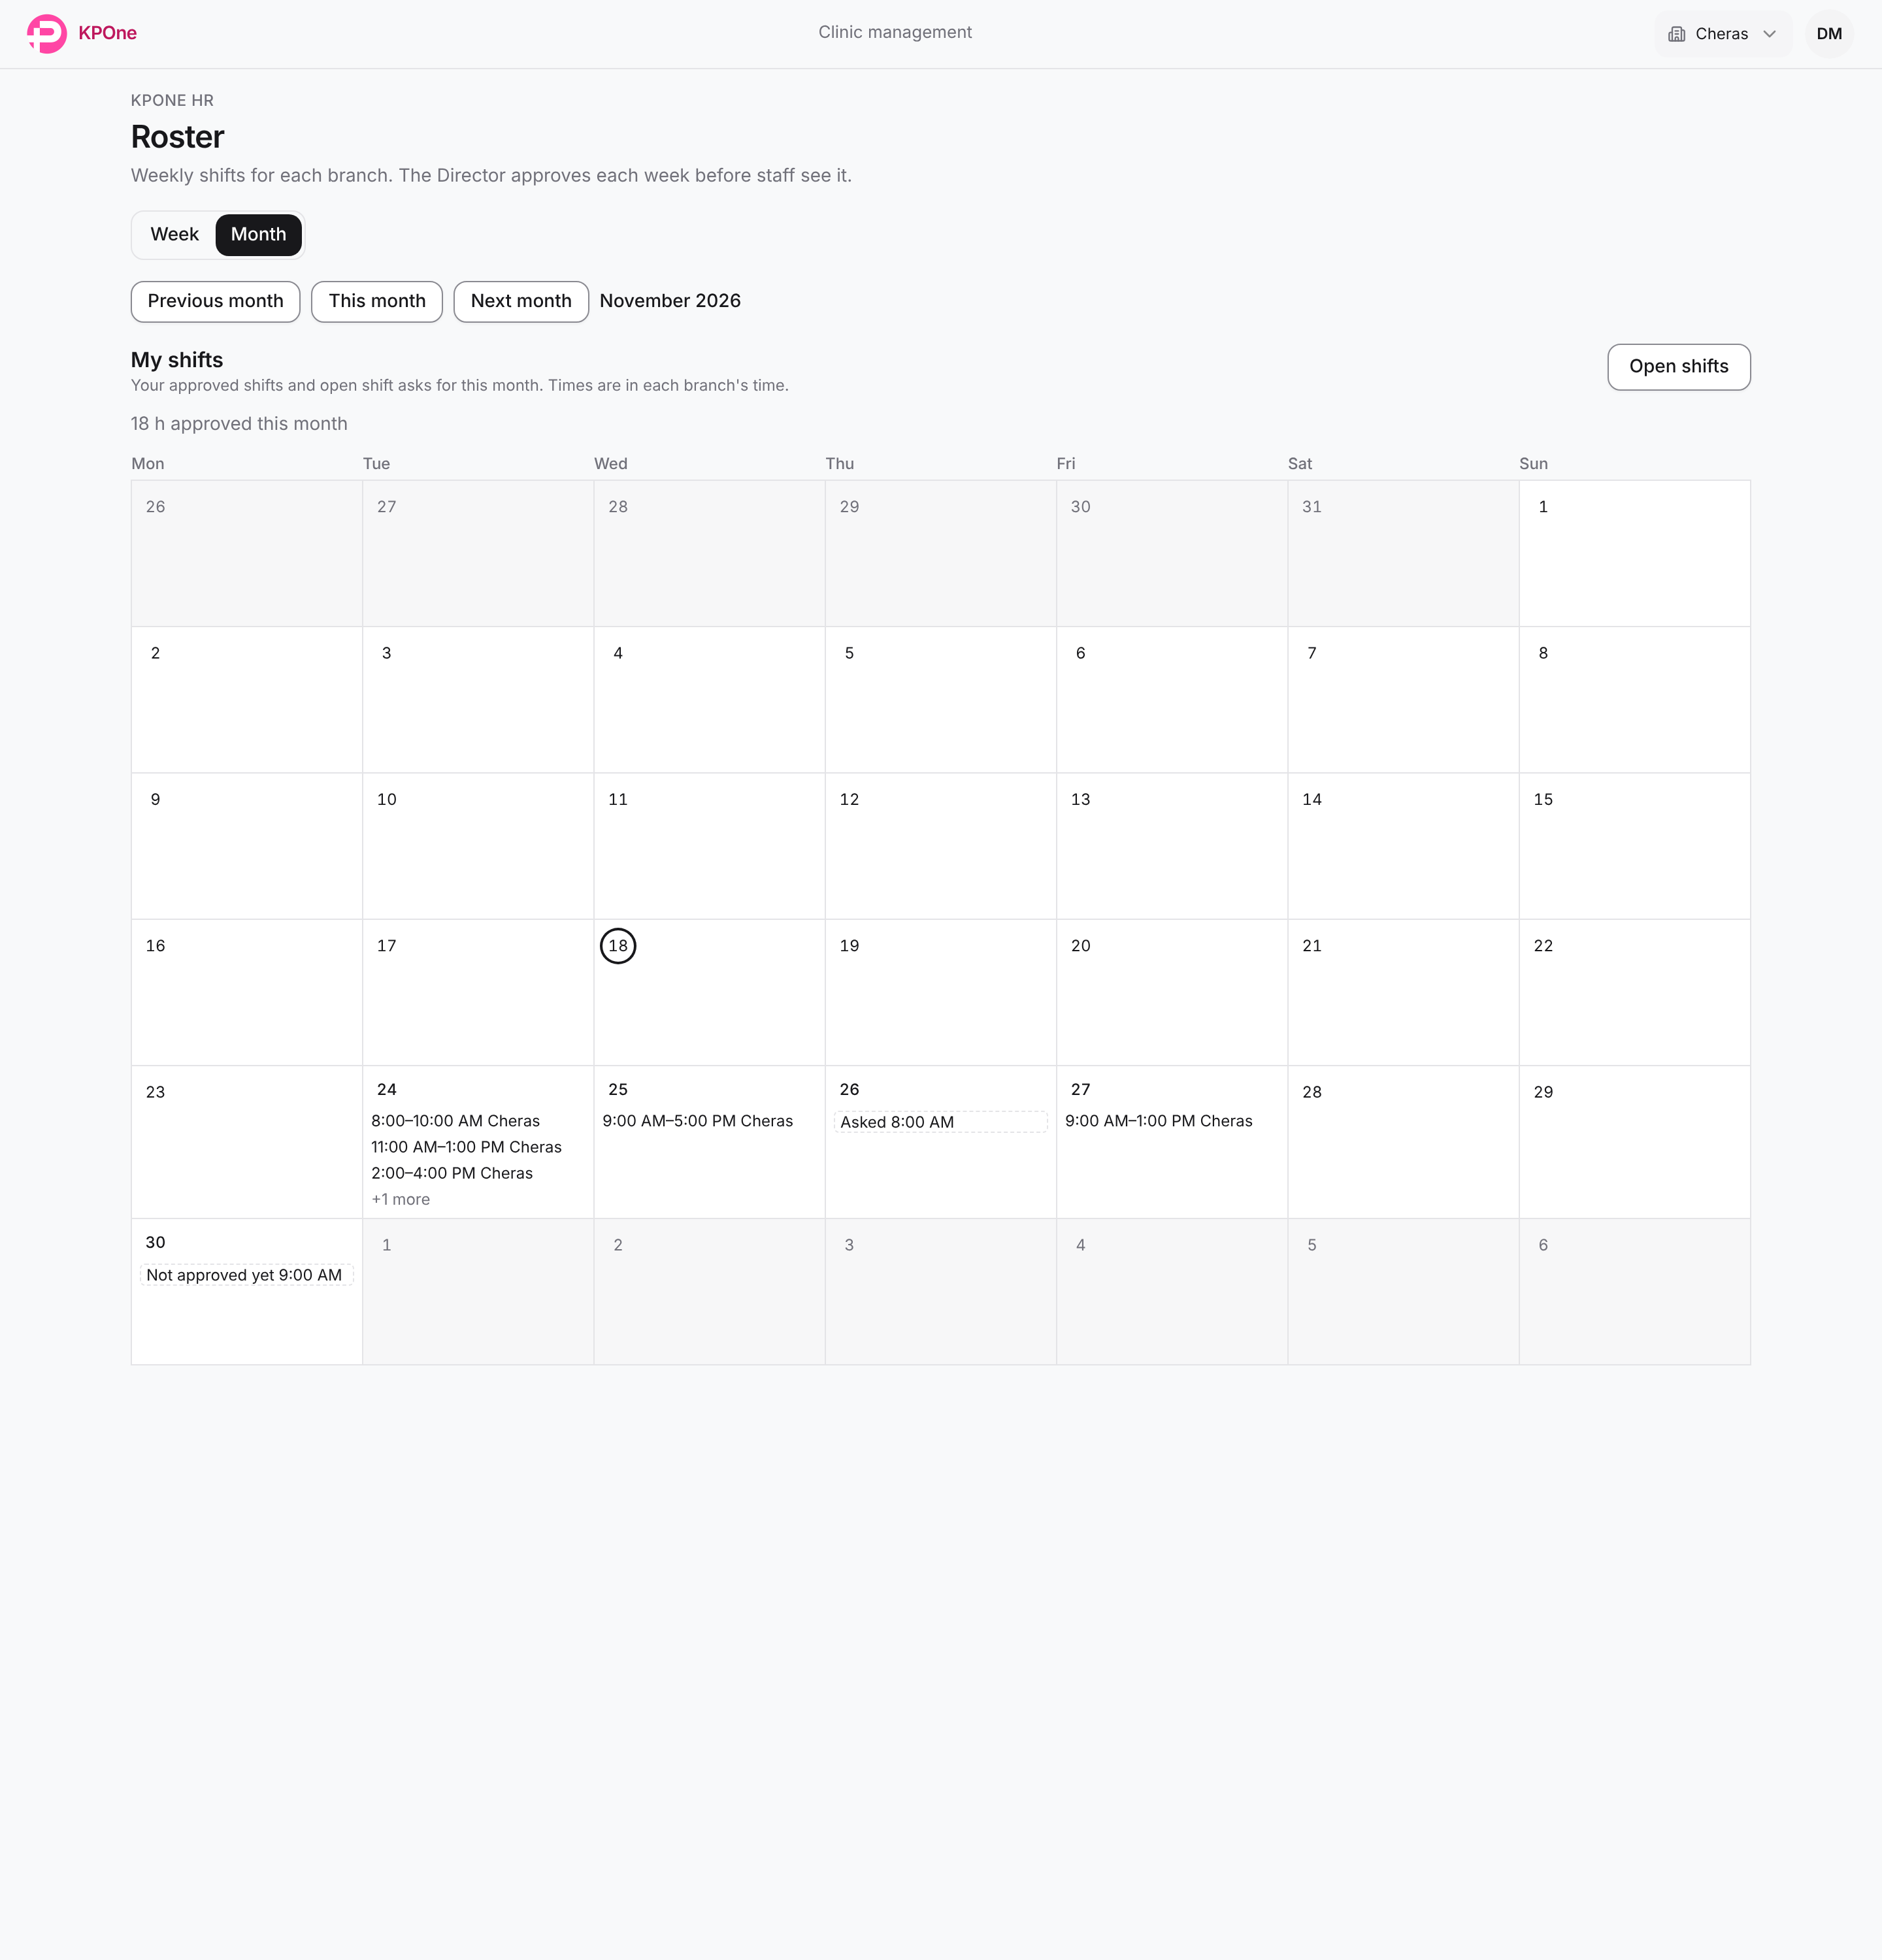 KPOne
Clinic management
Cheras
DM
KPONE HR
Roster
Weekly shifts for each branch. The Director approves each week before staff see it.
Week
Month
Previous month
This month
Next month
November 2026
My shifts
Your approved shifts and open shift asks for this month. Times are in each branch's time.
Open shifts
18 h approved this month
Mon Tue Wed Thu Fri Sat Sun
26 27 28 29 30 31 1
2 3 4 5 6 7 8
9 10 11 12 13 14 15
16 17 18 19 20 21 22
23
24
8:00–10:00 AM Cheras
11:00 AM–1:00 PM Cheras
2:00–4:00 PM Cheras
+1 more
25
9:00 AM–5:00 PM Cheras
26
Asked 8:00 AM
27
9:00 AM–1:00 PM Cheras
28
29
30
Not approved yet 9:00 AM
1 2 3 4 5 6